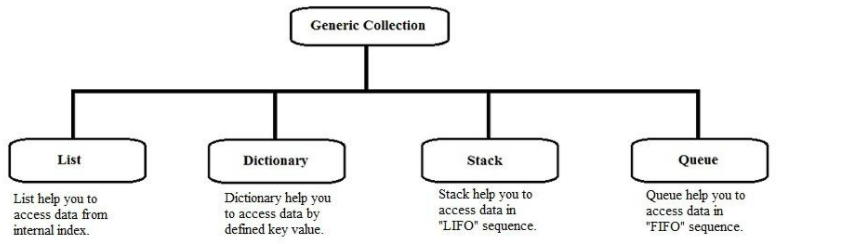 Generic Collection
List
Dictionary
Stack
Queue
List help you to
access data from
internal index.
Dictionary help you
to access data by
defined key value.
Stack help you to
access data in
"LIFO" sequence.
Queue help you to
access data in
"FIFO" sequence.